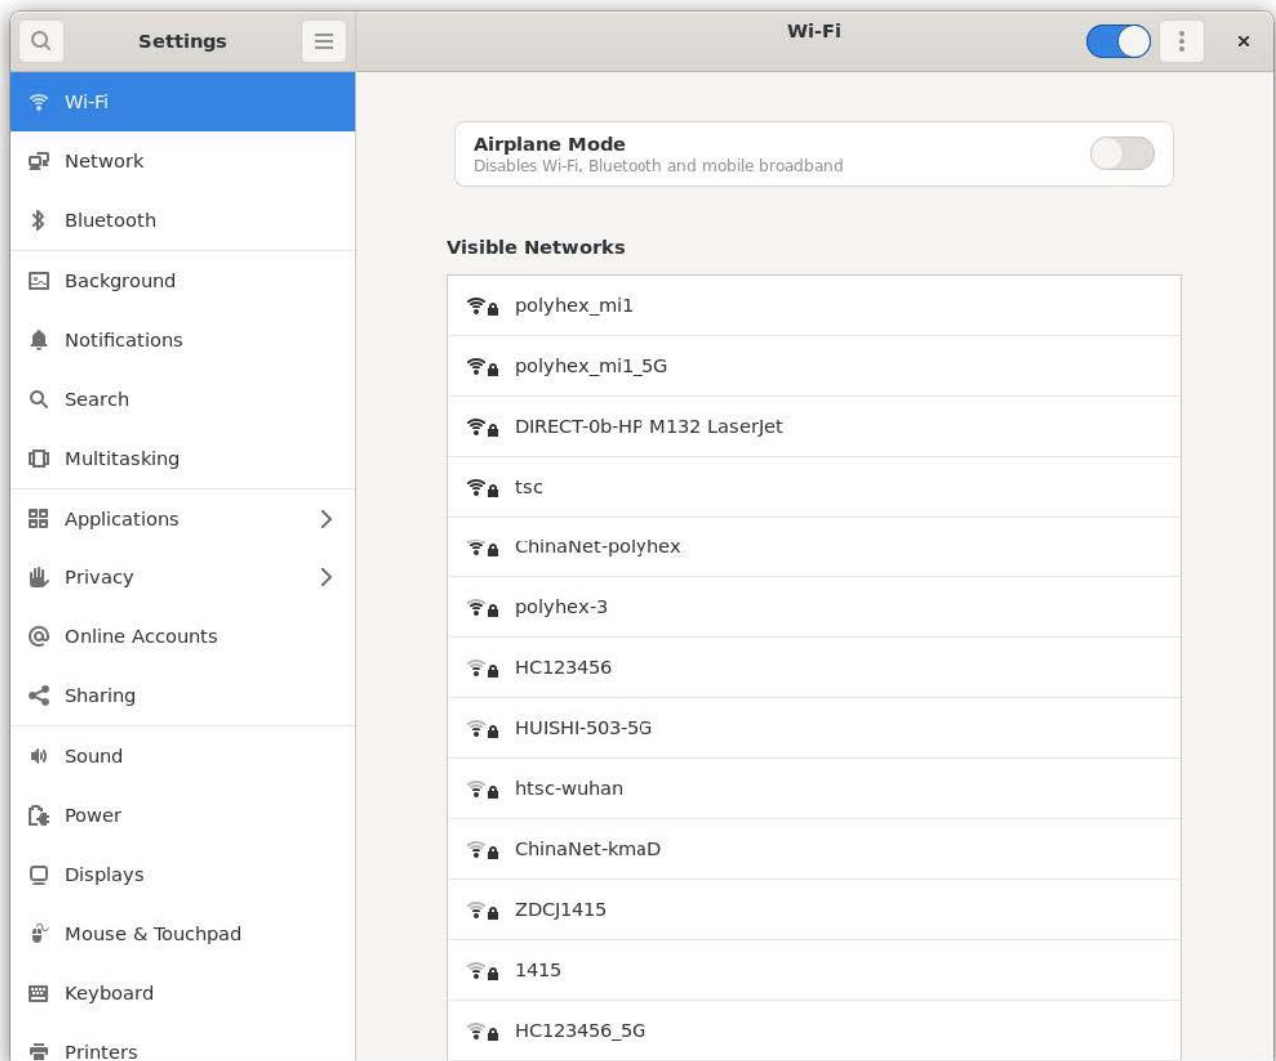 Settings
Wi-Fi
Wi-Fi
Network
Bluetooth
Background
Notifications
Search
Multitasking
Applications
Privacy
Online Accounts
Sharing
Sound
Power
Displays
Mouse & Touchpad
Keyboard
Printers
Airplane Mode
Disables Wi-Fi, Bluetooth and mobile broadband
Visible Networks
polyhex_mi1
polyhex_mi1_5G
DIRECT-0b-HP M132 LaserJet
tsc
ChinaNet-polyhex
polyhex-3
HC123456
HUISHI-503-5G
htsc-wuhan
ChinaNet-kmaD
ZDCJ1415
1415
HC123456_5G